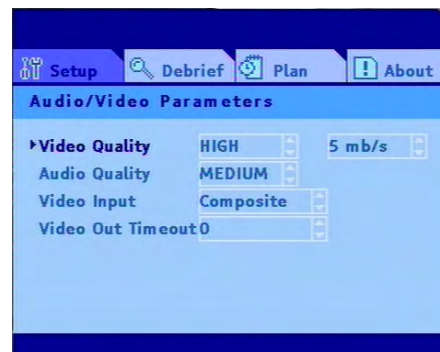 Setup Debrief Plan About
Audio/Video Parameters
Video Quality HIGH 5 mb/s
Audio Quality MEDIUM
Video Input Composite
Video Out Timeout 0